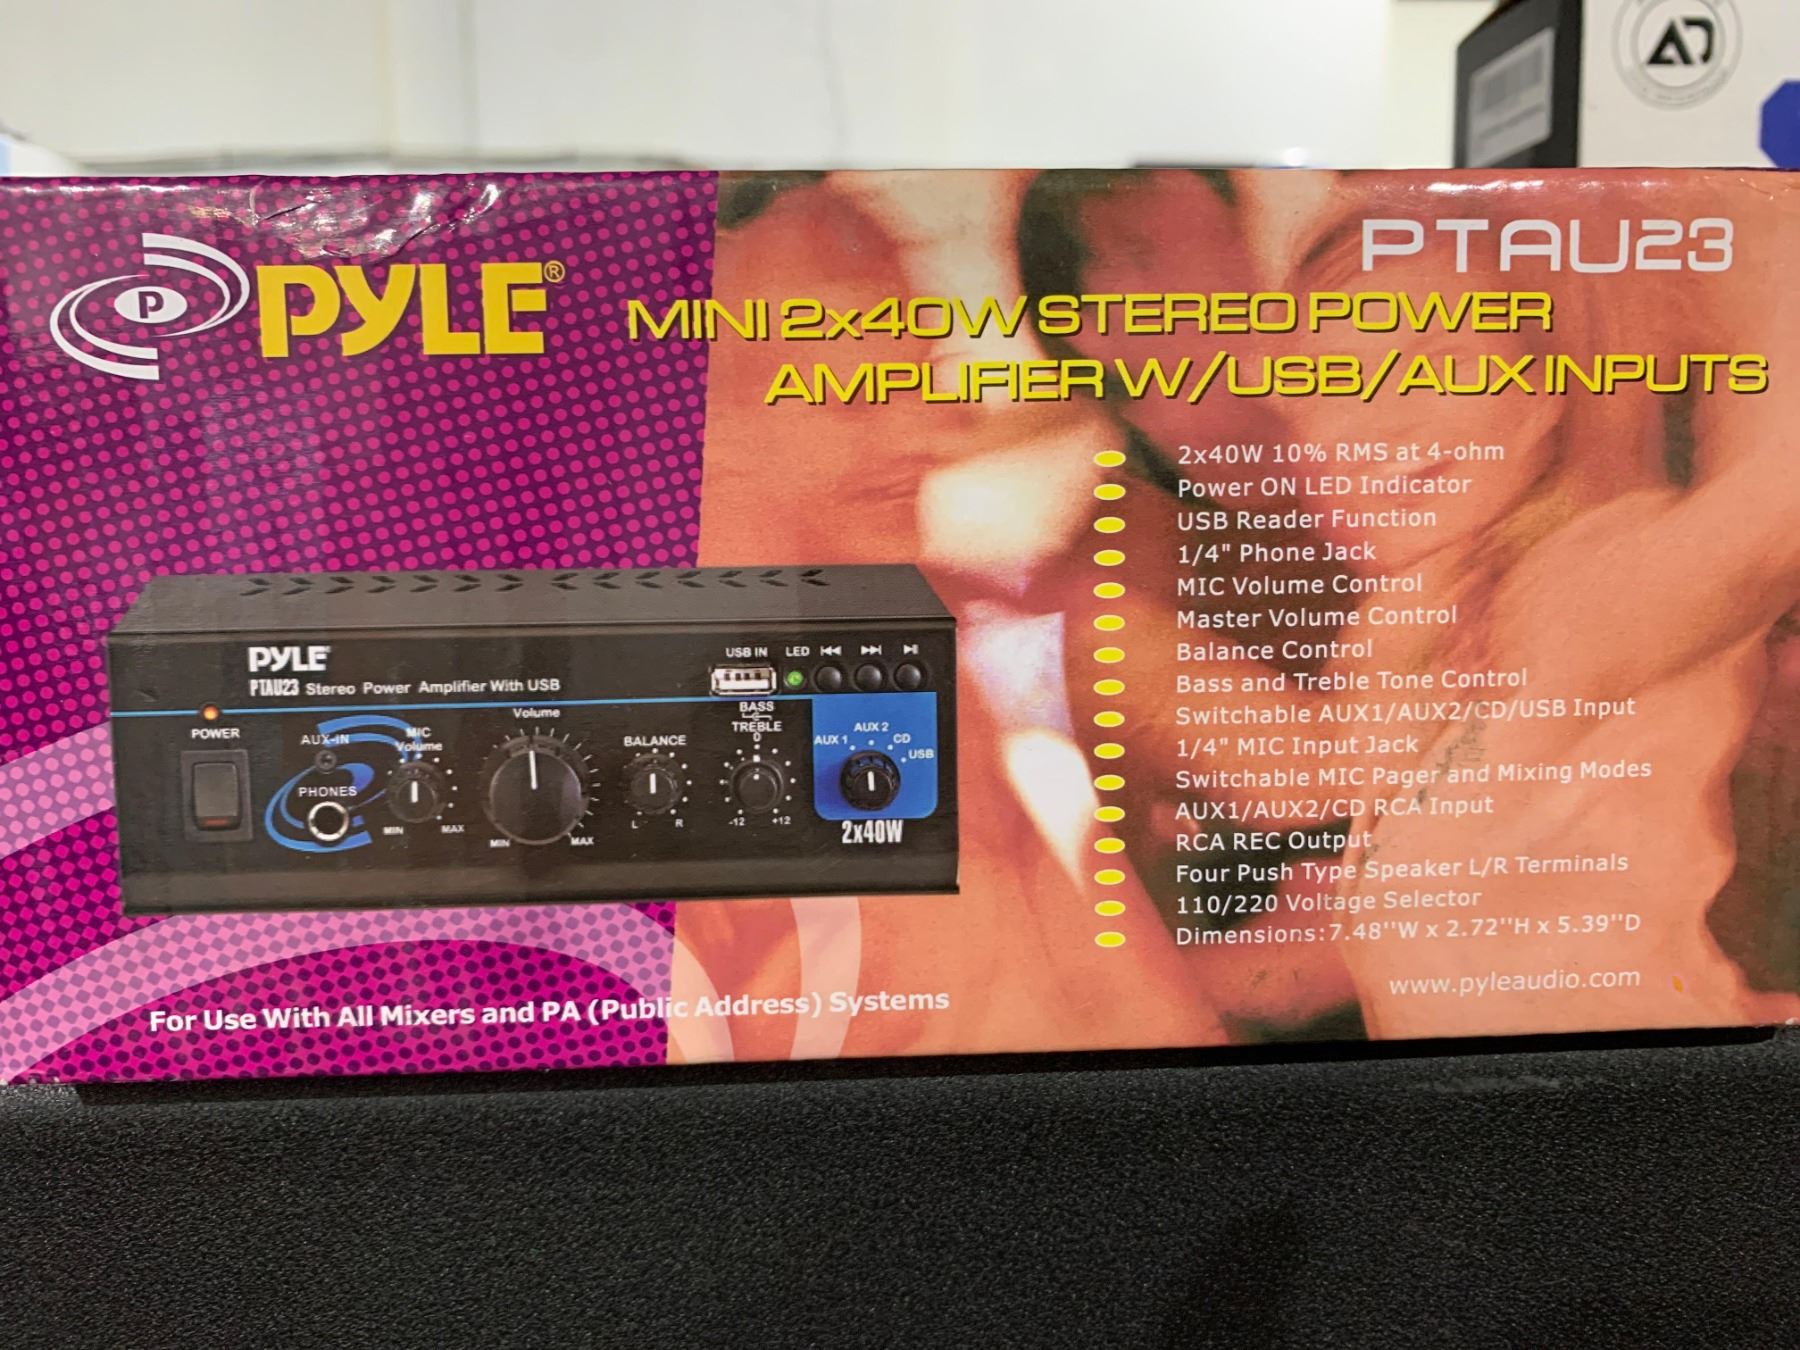 P PYLE®
PTAU23
MINI 2x40W STEREO POWER
AMPLIFIER W/USB/AUX INPUTS
2x40W 10% RMS at 4-ohm
Power ON LED Indicator
USB Reader Function
1/4" Phone Jack
MIC Volume Control
Master Volume Control
Balance Control
Bass and Treble Tone Control
Switchable AUX1/AUX2/CD/USB Input
1/4" MIC Input Jack
Switchable MIC Pager and Mixing Modes
AUX1/AUX2/CD RCA Input
RCA REC Output
Four Push Type Speaker L/R Terminals
110/220 Voltage Selector
Dimensions:7.48''W x 2.72''H x 5.39''D
www.pyleaudio.com
PYLE
PTAU23 Stereo Power Amplifier With USB
USB IN LED
POWER
AUX-IN
PHONES
MIC
Volume
MIN MAX
Volume
MIN MAX
BALANCE
L R
BASS
TREBLE
0
-12 +12
AUX 1 AUX 2 CD USB
2x40W
For Use With All Mixers and PA (Public Address) Systems